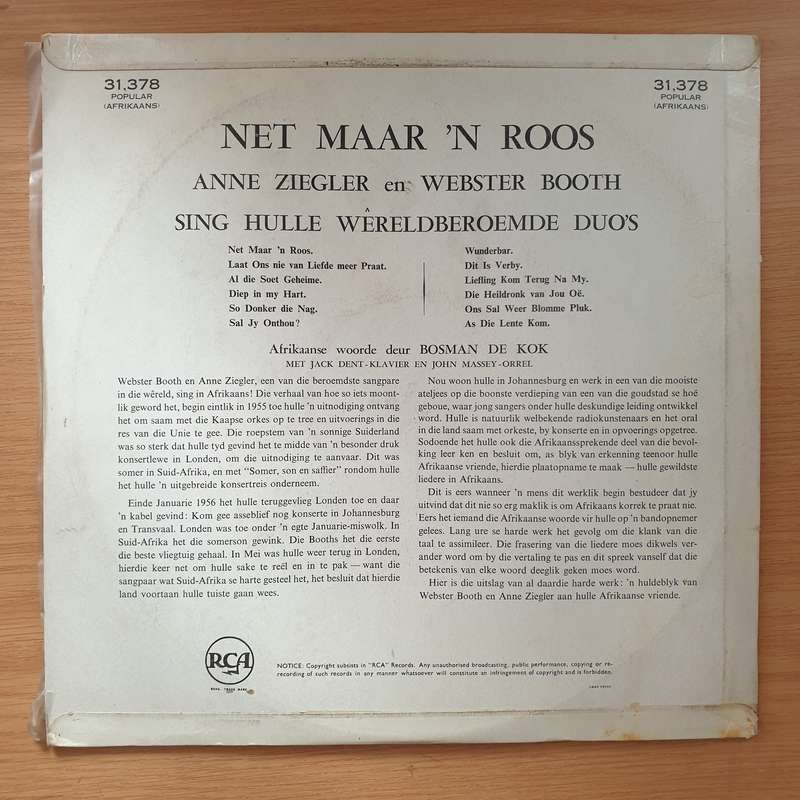 31,378
POPULAR
(AFRIKAANS)
31,378
POPULAR
(AFRIKAANS)
NET MAAR 'N ROOS
ANNE ZIEGLER en WEBSTER BOOTH
SING HULLE WÊRELDBEROEMDE DUO'S
Net Maar 'n Roos.
Laat Ons nie van Liefde meer Praat.
Al die Soet Geheime.
Diep in my Hart.
So Donker die Nag.
Sal Jy Onthou?
Wunderbar.
Dit Is Verby.
Liefling Kom Terug Na My.
Die Heildronk van Jou Oë.
Ons Sal Weer Blomme Pluk.
As Die Lente Kom.
Afrikaanse woorde deur BOSMAN DE KOK
MET JACK DENT-KLAVIER EN JOHN MASSEY-ORREL
Webster Booth en Anne Ziegler, een van die beroemdste sangpare
in die wêreld, sing in Afrikaans! Die verhaal van hoe so iets moont-
lik geword het, begin eintlik in 1955 toe hulle 'n uitnodiging ontvang
het om saam met die Kaapse orkes op te tree en uitvoerings in die
res van die Unie te gee. Die roepstem van 'n sonnige Suiderland
was so sterk dat hulle tyd gevind het te midde van 'n besonder druk
konsertlewe in Londen, om die uitnodiging te aanvaar. Dit was
somer in Suid-Afrika, en met "Somer, son en saffier" rondom hulle
het hulle 'n uitgebreide konsertreis onderneem.
Einde Januarie 1956 het hulle teruggevlieg Londen toe en daar
'n kabel gevind: Kom gee asseblief nog konserte in Johannesburg
en Transvaal. Londen was toe onder 'n egte Januarie-miswolk. In
Suid-Afrika het die somerson gewink. Die Booths het die eerste
die beste vliegtuig gehaal. In Mei was hulle weer terug in Londen,
hierdie keer net om hulle sake te reël en in te pak — want die
sangpaar wat Suid-Afrika se harte gesteel het, het besluit dat hierdie
land voortaan hulle tuiste gaan wees.
Nou woon hulle in Johannesburg en werk in een van die mooiste
ateljees op die boonste verdieping van een van die goudstad se hoë
geboue, waar jong sangers onder hulle deskundige leiding ontwikkel
word. Hulle is natuurlik welbekende radiokunstenaars en het oral
in die land saam met orkeste, by konserte en in opvoerings opgetree.
Sodoende het hulle ook die Afrikaanssprekende deel van die bevol-
king leer ken en besluit om, as blyk van erkenning teenoor hulle
Afrikaanse vriende, hierdie plaatopname te maak — hulle gewildste
liedere in Afrikaans.
Dit is eers wanneer 'n mens dit werklik begin bestudeer dat jy
uitvind dat dit nie so erg maklik is om Afrikaans korrek te praat nie.
Eers het iemand die Afrikaanse woorde vir hulle op 'n bandopnemer
gelees. Lang ure se harde werk het gevolg om die klank van die
taal te assimileer. Die frasering van die liedere moes dikwels ver-
ander word om by die vertaling te pas en dit spreek vanself dat die
betekenis van elke woord deeglik geken moes word.
Hier is die uitslag van al daardie harde werk: 'n huldeblyk van
Webster Booth en Anne Ziegler aan hulle Afrikaanse vriende.
RCA
NOTICE: Copyright subsists in "RCA" Records. Any unauthorised broadcasting, public performance, copying or re-
recording of such records in any manner whatsoever will constitute an infringement of copyright and is forbidden.